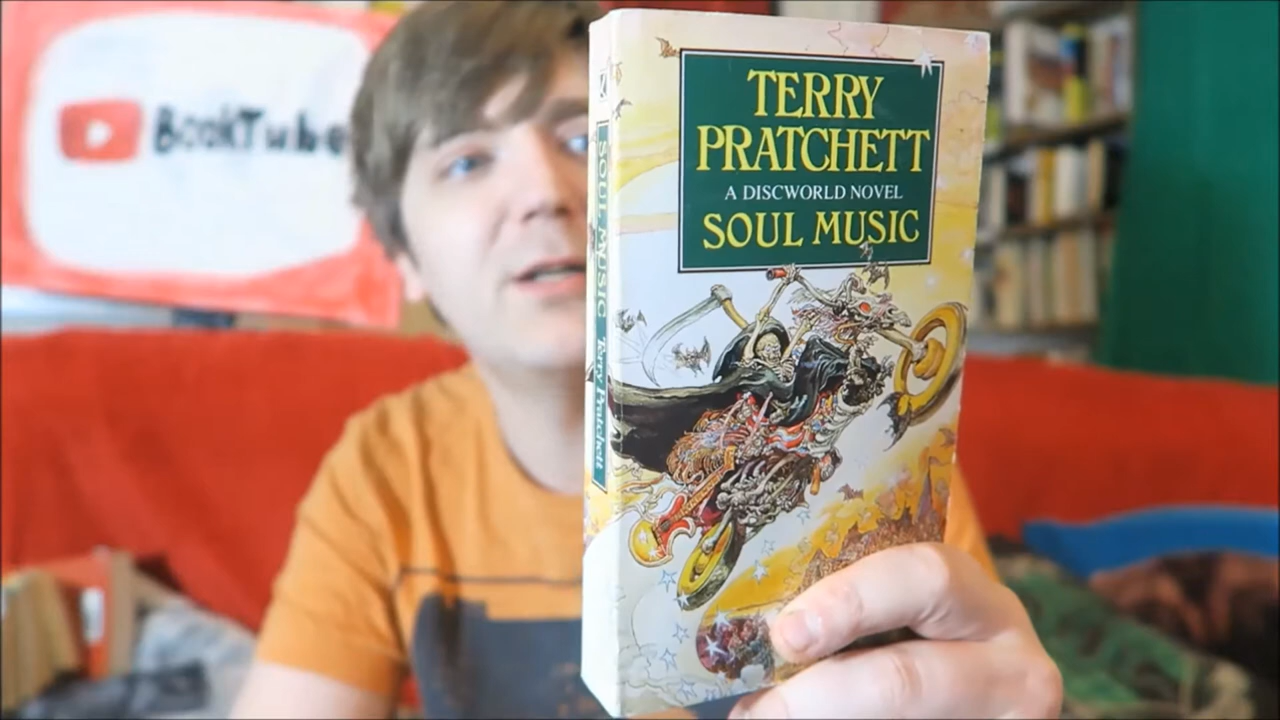 BookTube
TERRY
PRATCHETT
A DISCWORLD NOVEL
SOUL MUSIC
SOUL MUSIC Terry Pratchett